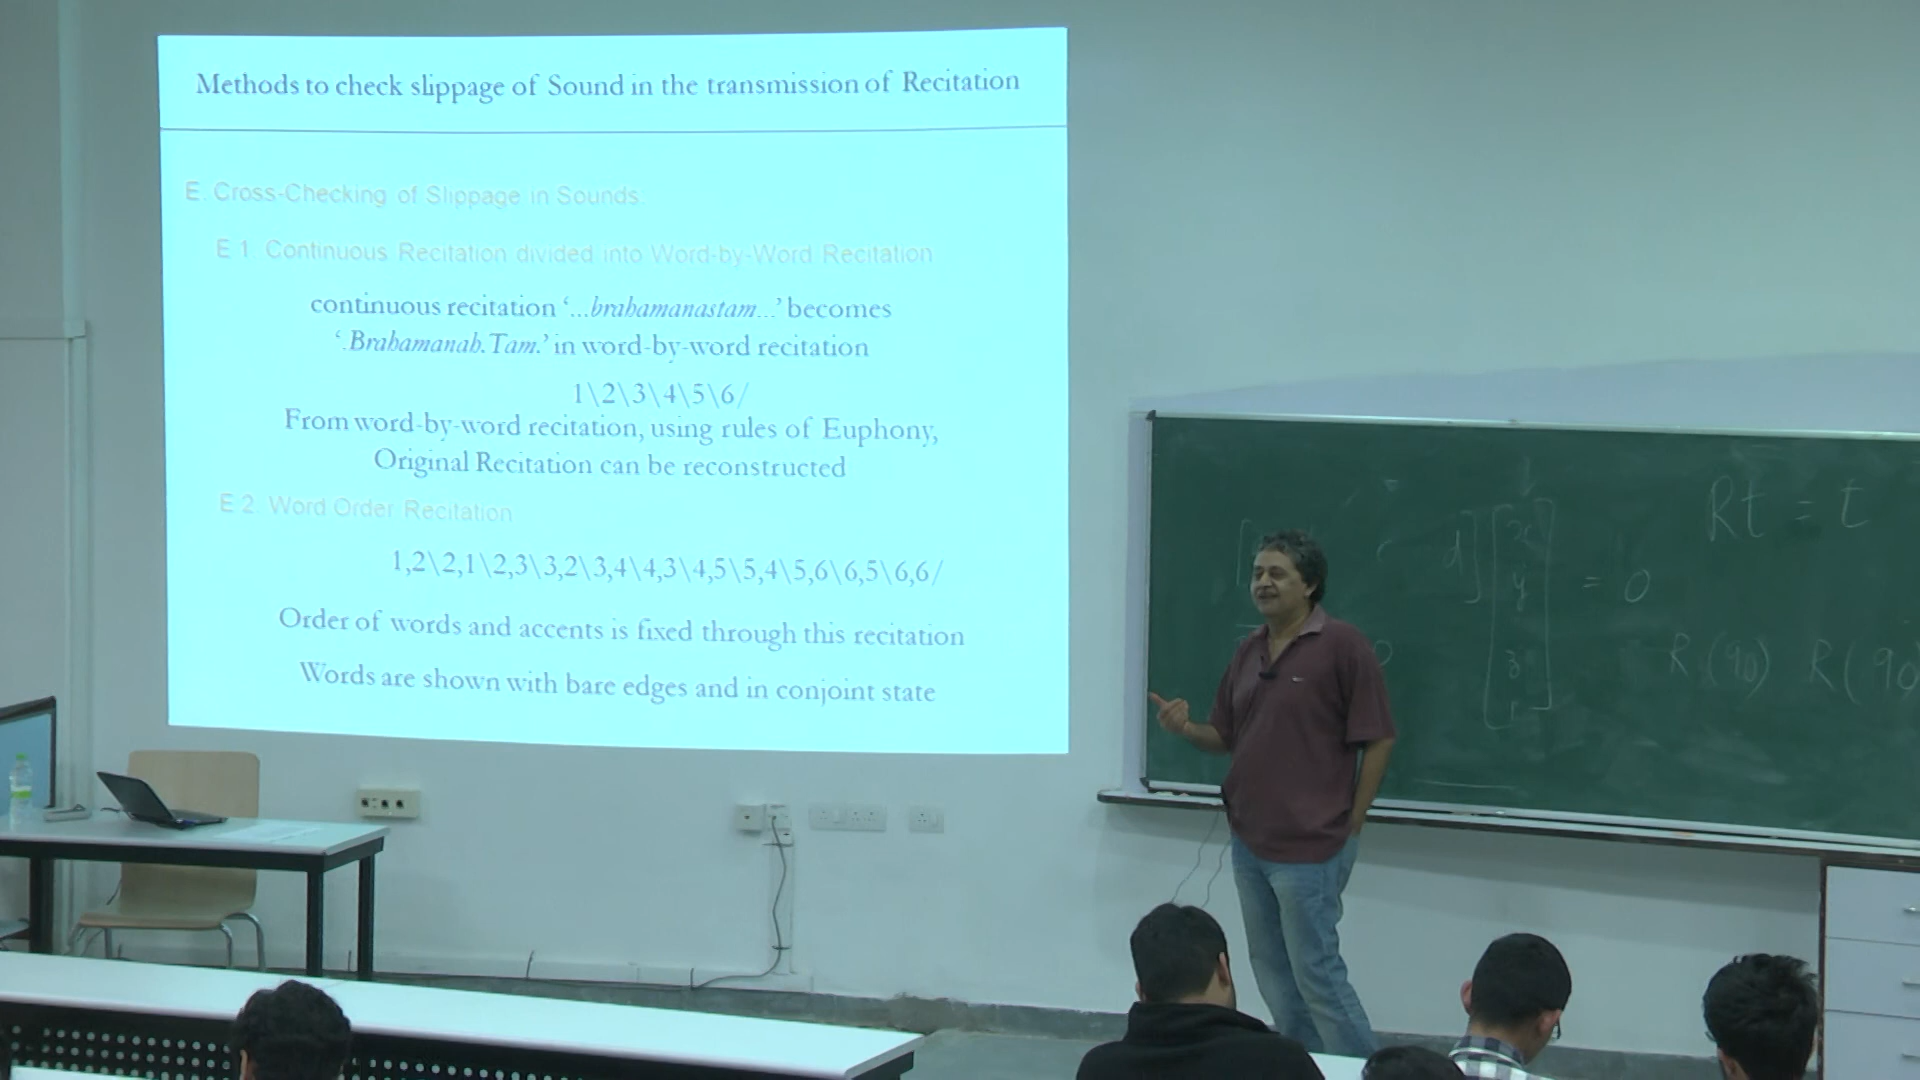 Methods to check slippage of Sound in the transmission of Recitation
E. Cross-Checking of Slippage in Sounds:
E 1. Continuous Recitation divided into Word-by-Word Recitation
continuous recitation ‘...brahamanastam...’ becomes
‘.Brahamanah.Tam.’ in word-by-word recitation
1\2\3\4\5\6/
From word-by-word recitation, using rules of Euphony,
Original Recitation can be reconstructed
E 2. Word Order Recitation
1,2\2,1\2,3\3,2\3,4\4,3\4,5\5,4\5,6\6,5\6,6/
Order of words and accents is fixed through this recitation
Words are shown with bare edges and in conjoint state
Rt = t
= 0
R (90) R(90